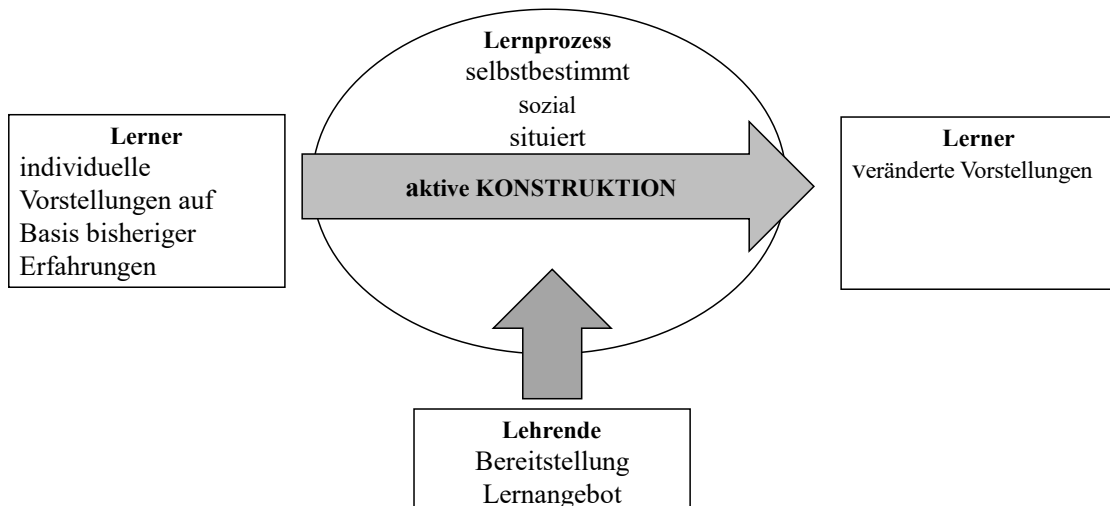 Lernprozess
selbstbestimmt
sozial
situiert
Lerner
individuelle
Vorstellungen auf
Basis bisheriger
Erfahrungen
aktive KONSTRUKTION
Lerner
veränderte Vorstellungen
Lehrende
Bereitstellung
Lernangebot